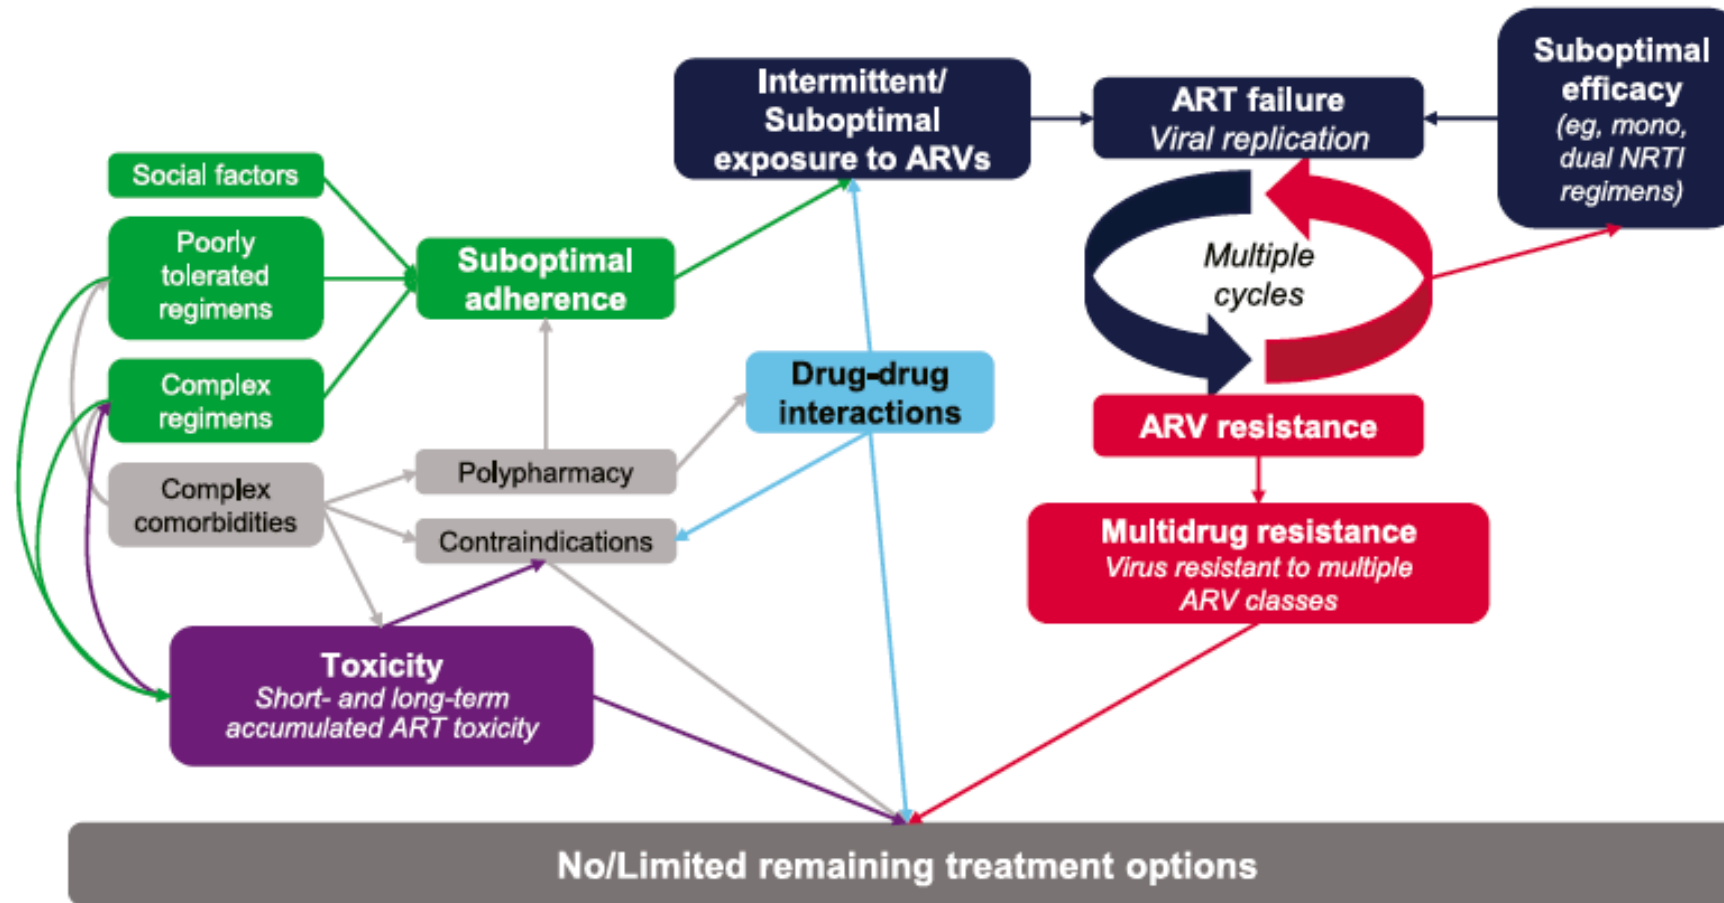 Intermittent/
Suboptimal
exposure to ARVs
ART failure
Viral replication
Suboptimal
efficacy
(eg, mono,
dual NRTI
regimens)
Social factors
Poorly
tolerated
regimens
Complex
regimens
Suboptimal
adherence
Multiple
cycles
Drug-drug
interactions
Complex
comorbidities
Polypharmacy
Contraindications
ARV resistance
Multidrug resistance
Virus resistant to multiple
ARV classes
Toxicity
Short- and long-term
accumulated ART toxicity
No/Limited remaining treatment options